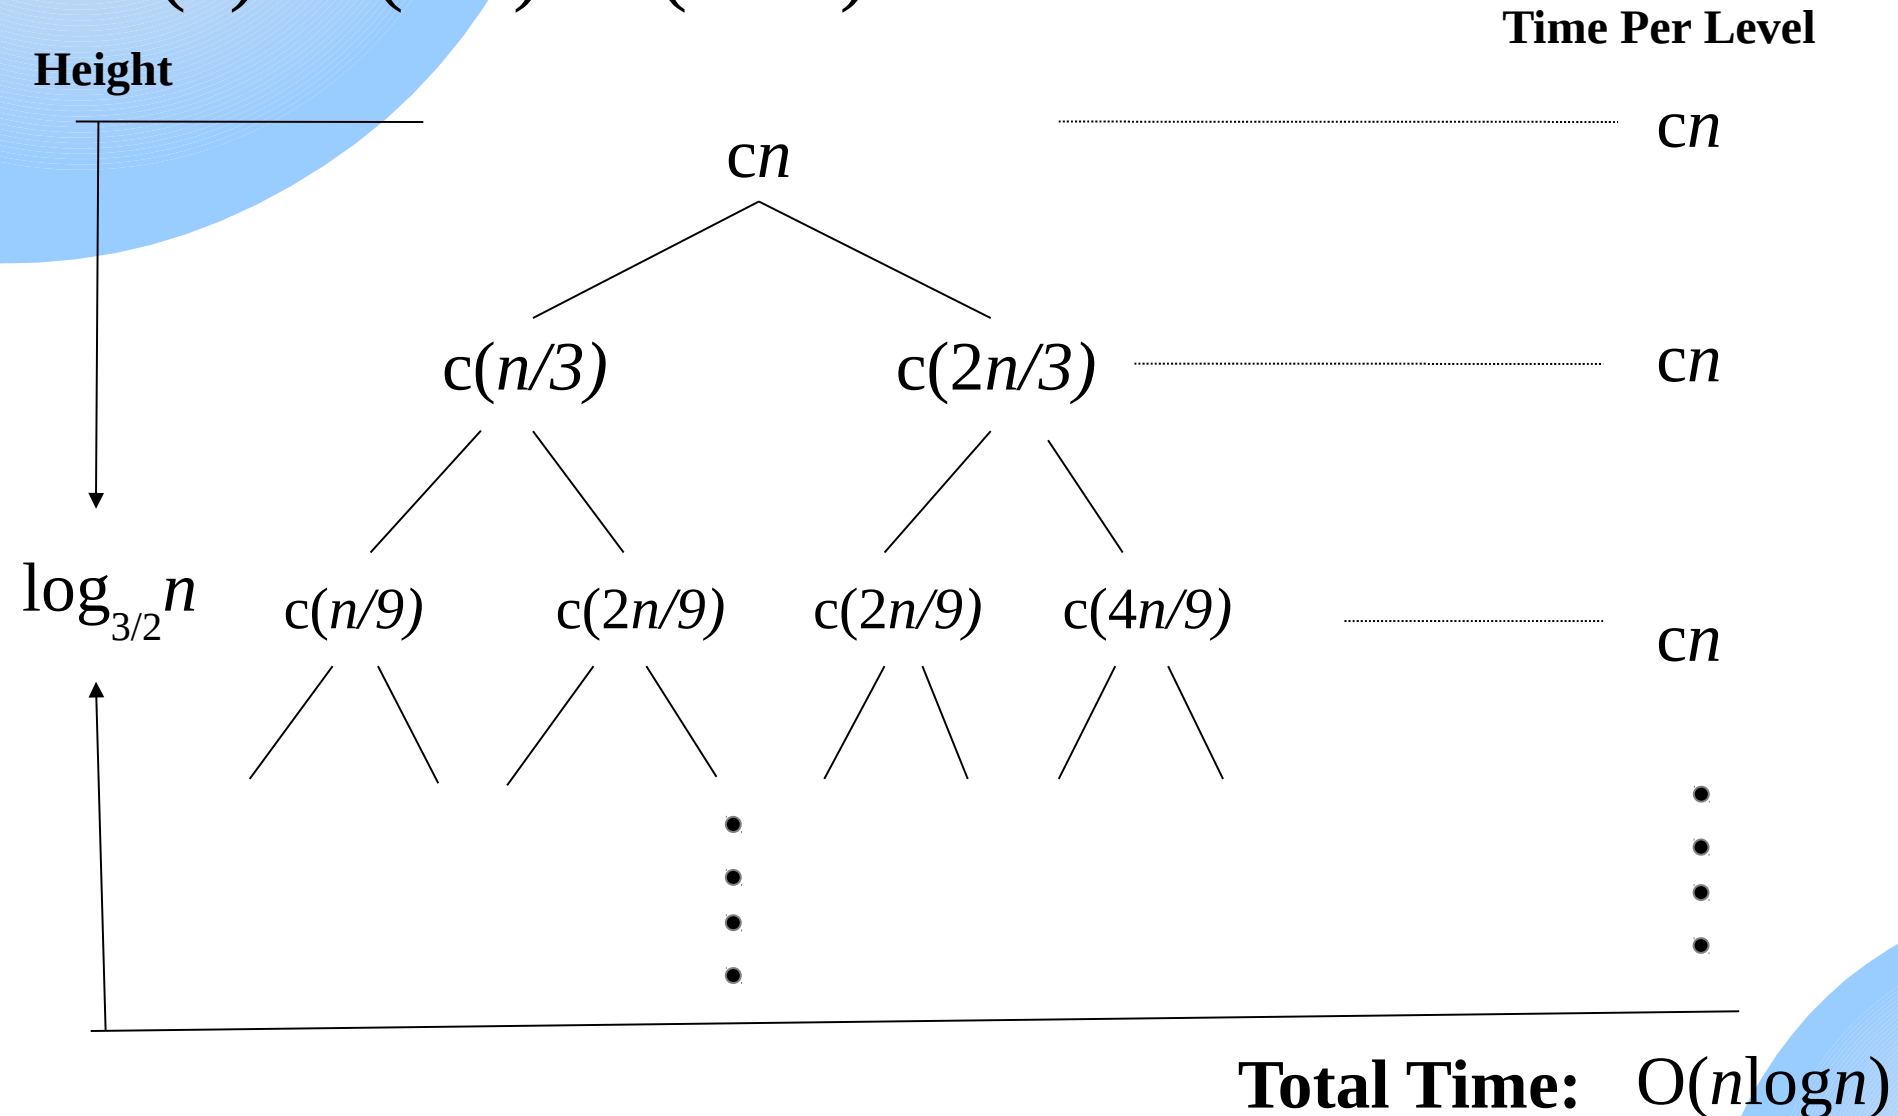 Time Per Level
Height
cn
cn
c(n/3)
c(2n/3)
cn
log3/2n
c(n/9)
c(2n/9)
c(2n/9)
c(4n/9)
cn
Total Time: O(nlogn)